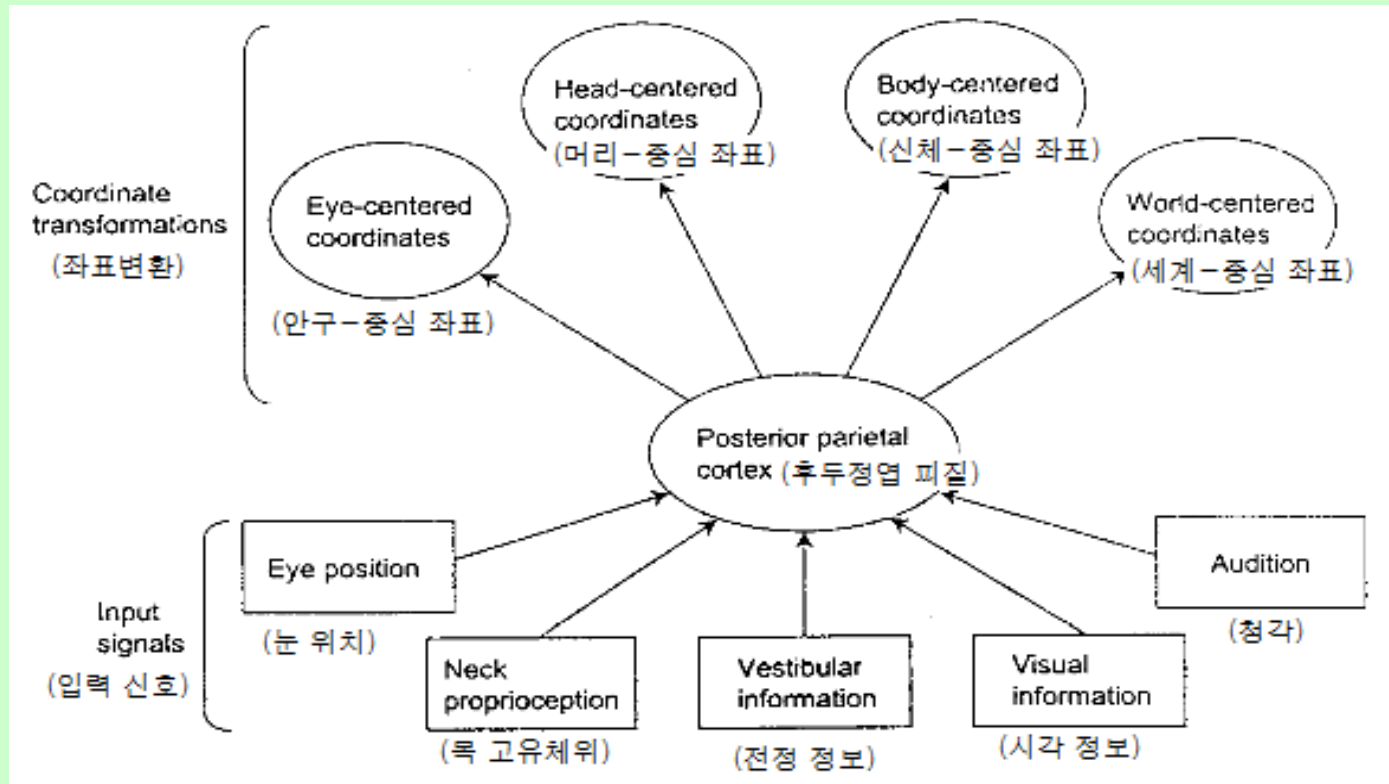 Head-centered
coordinates
(머리-중심 좌표)
Body-centered
coordinates
(신체-중심 좌표)
Coordinate
transformations
(좌표변환)
Eye-centered
coordinates
(안구-중심 좌표)
World-centered
coordinates
(세계-중심 좌표)
Posterior parietal
cortex (후두정엽 피질)
Input
signals
(입력 신호)
Eye position
(눈 위치)
Neck
proprioception
(목 고유체위)
Vestibular
information
(전정 정보)
Visual
information
(시각 정보)
Audition
(청각)